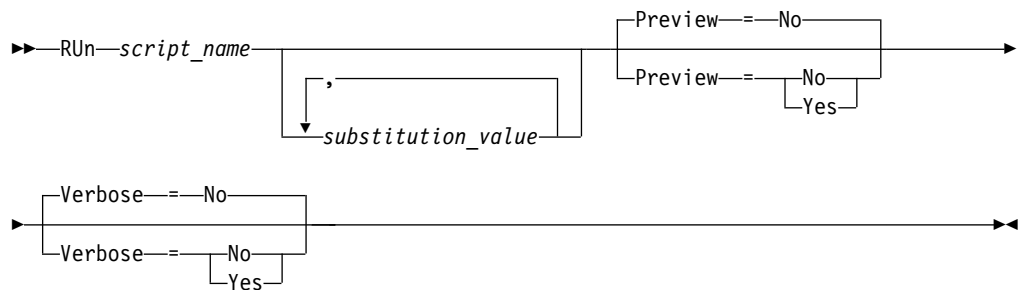 Preview = No
RUn script_name
,
Preview = No
Yes
substitution_value
Verbose = No
Verbose = No
Yes